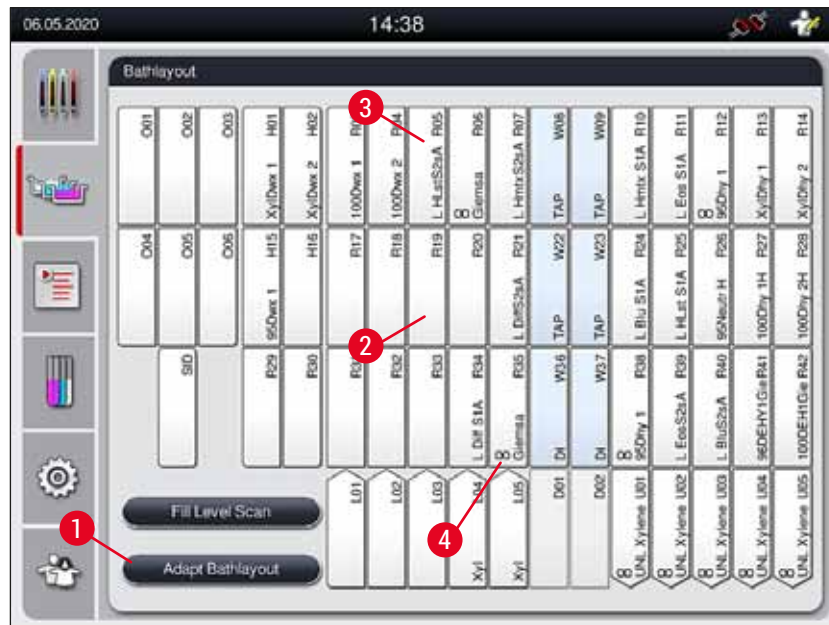 06.05.2020
14:38
Bathlayout
O01
O02
O03
H01
XylDwx 1
H02
XylDwx 2
100Dwx 1
R04
100Dwx 2
R05
L HLstS2sA
R06
∞
Giemsa
R07
L HmtxS2sA
W08
TAP
W09
TAP
R10
L Hmtx S1A
R11
L Eos S1A
R12
∞
95Dhy 1
R13
XylDhy 1
R14
XylDhy 2
3
O04
O05
O06
H15
95Dwx 1
H16
R17
R18
R19
R20
R21
L DiffS2sA
W22
TAP
W23
TAP
R24
L Blu S1A
R25
L HLst S1A
R26
95Neutr H
R27
100Dhy 1H
R28
100Dhy 2H
2
SID
R29
R30
R32
R33
R34
L Diff S1A
R35
∞
Giemsa
W36
DI
W37
DI
R38
∞
95Dhy 1
R39
L EosS2sA
R40
L BluS2sA
R41
96DEHY1Gie
R42
100DEH1Gie
4
L01
L02
L03
L04
Xyl
L05
Xyl
D01
D02
U01
∞
UNL Xylene
U02
∞
UNL Xylene
U03
∞
UNL Xylene
U04
∞
UNL Xylene
U05
∞
UNL Xylene
Fill Level Scan
1
Adapt Bathlayout